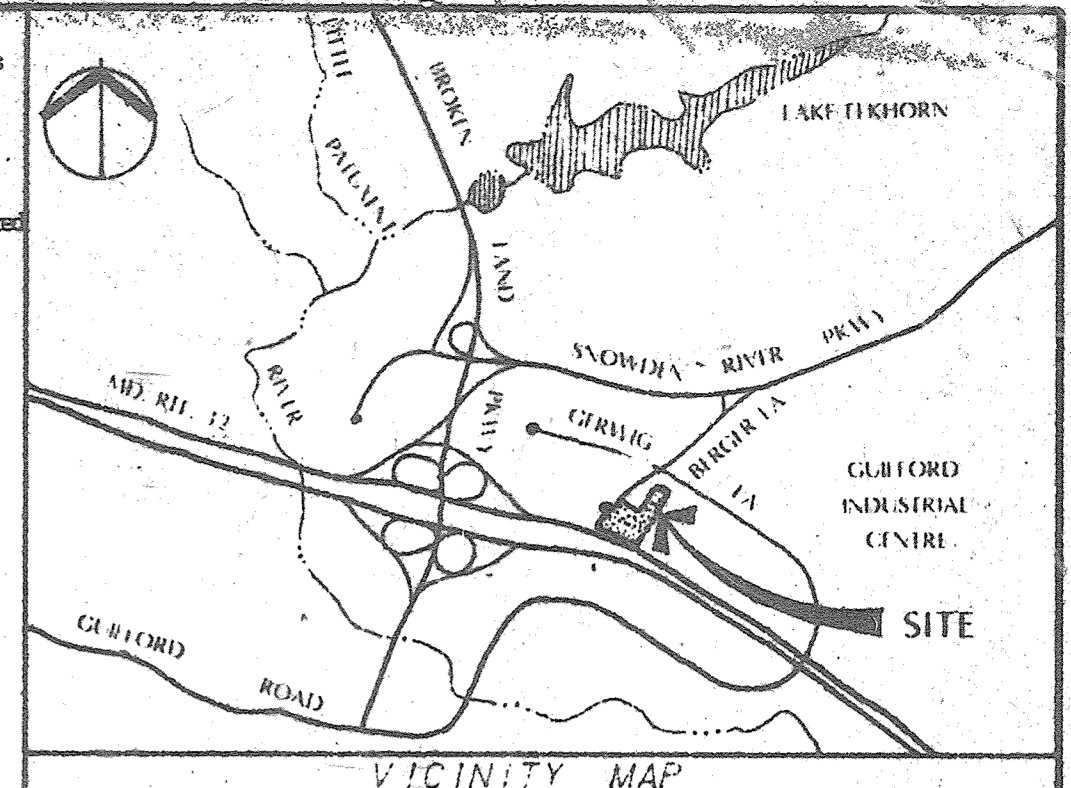 s
LITTLE
PATUXENT
RIVER
BROKEN
LAND
PKWY
LAKE ELKHORN
SNOWDEN RIVER PKWY
MD. RTE. 32
GERWIG
LA
BERGER LA
GUILFORD
INDUSTRIAL
CENTRE
SITE
GUILFORD
ROAD
VICINITY MAP